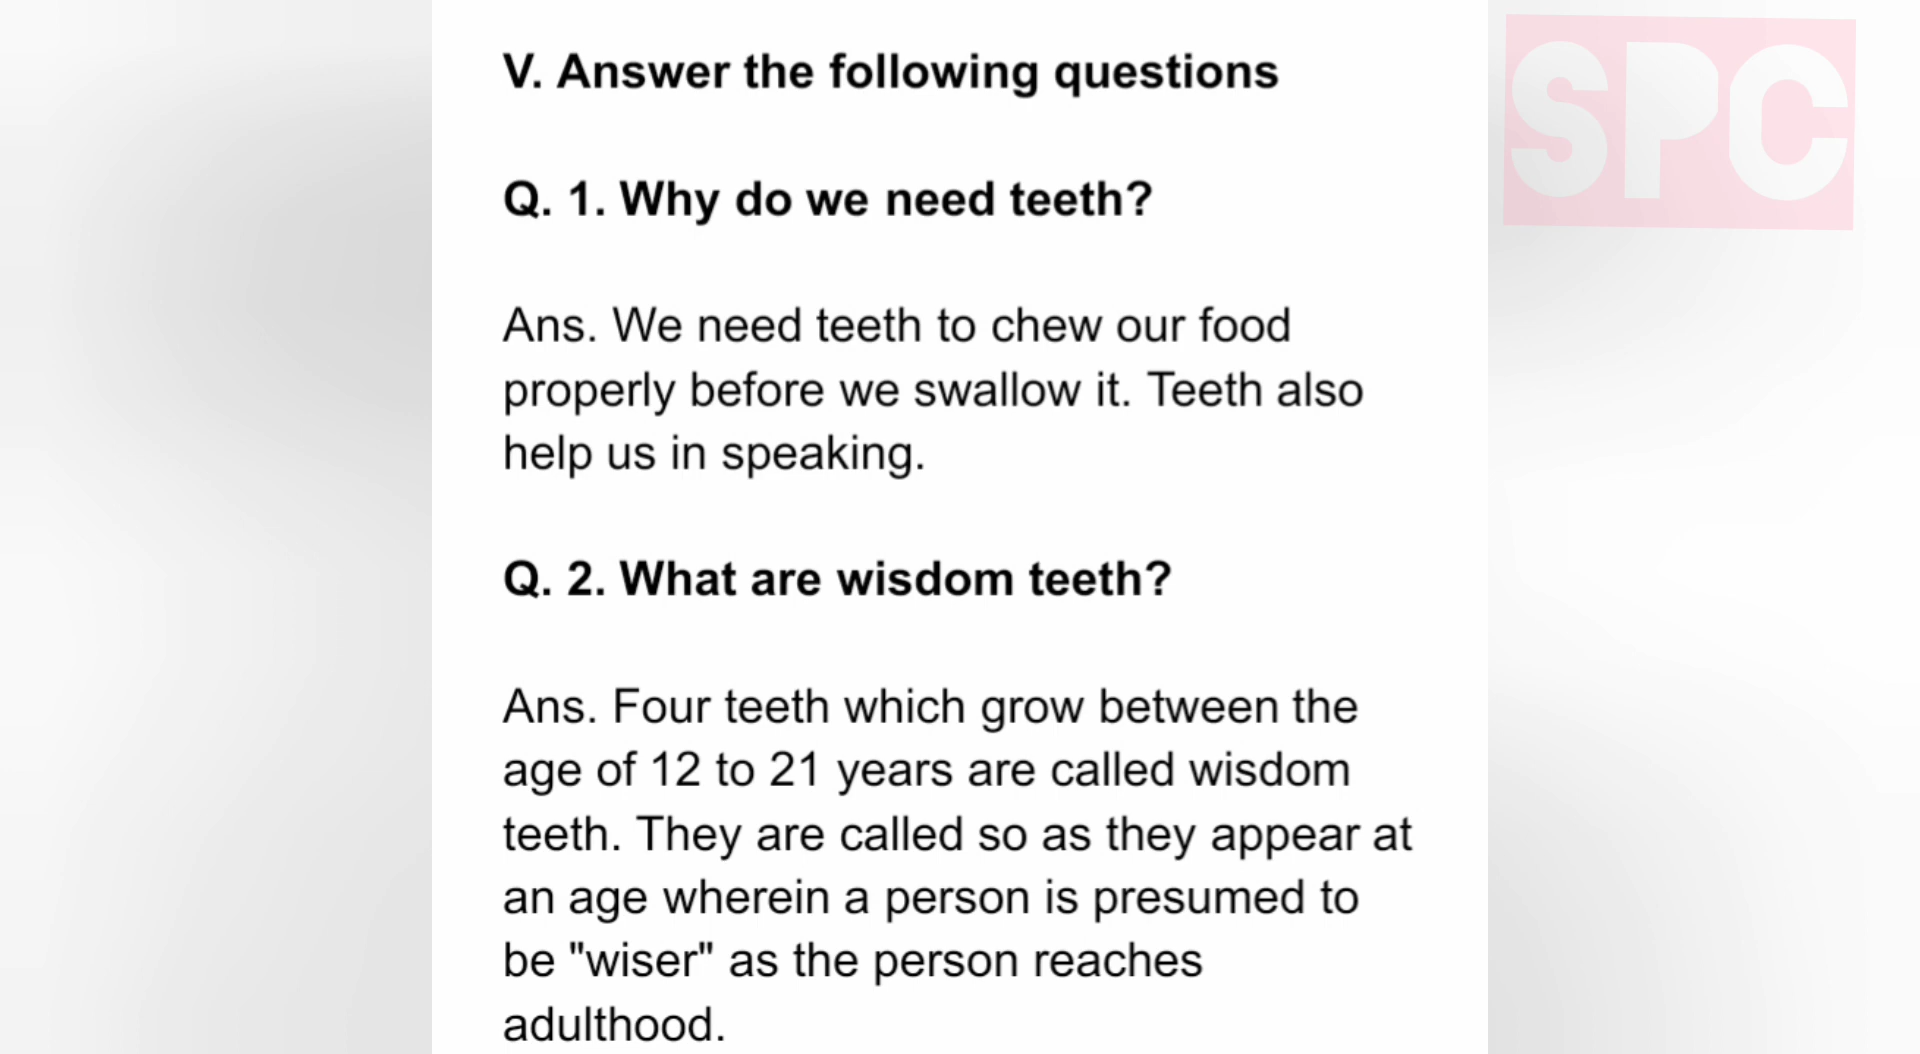 SPC
V. Answer the following questions
Q. 1. Why do we need teeth?
Ans. We need teeth to chew our food
properly before we swallow it. Teeth also
help us in speaking.
Q. 2. What are wisdom teeth?
Ans. Four teeth which grow between the
age of 12 to 21 years are called wisdom
teeth. They are called so as they appear at
an age wherein a person is presumed to
be "wiser" as the person reaches
adulthood.